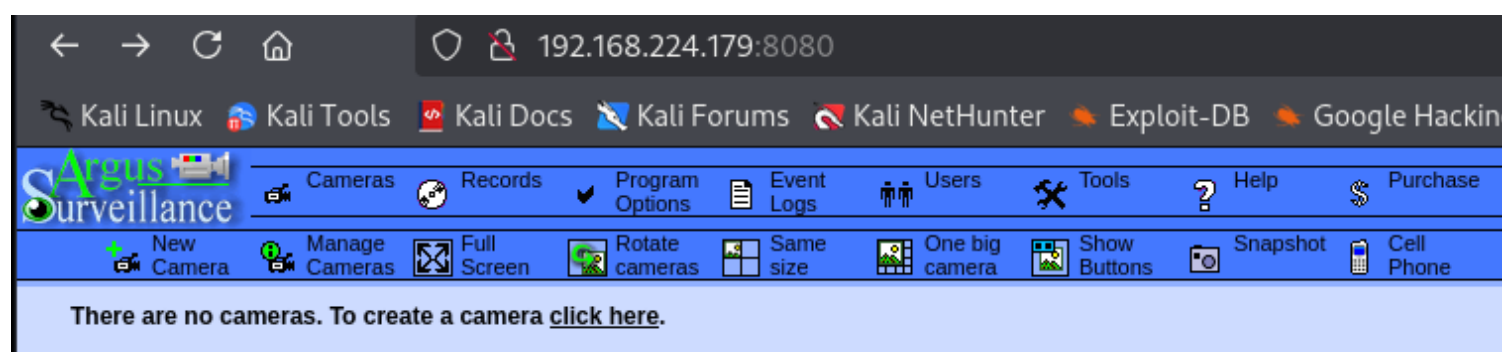 192.168.224.179:8080
Kali Linux Kali Tools Kali Docs Kali Forums Kali NetHunter Exploit-DB Google Hackin
Argus Surveillance
Cameras Records Program Options Event Logs Users Tools Help Purchase
New Camera Manage Cameras Full Screen Rotate cameras Same size One big camera Show Buttons Snapshot Cell Phone
There are no cameras. To create a camera click here.